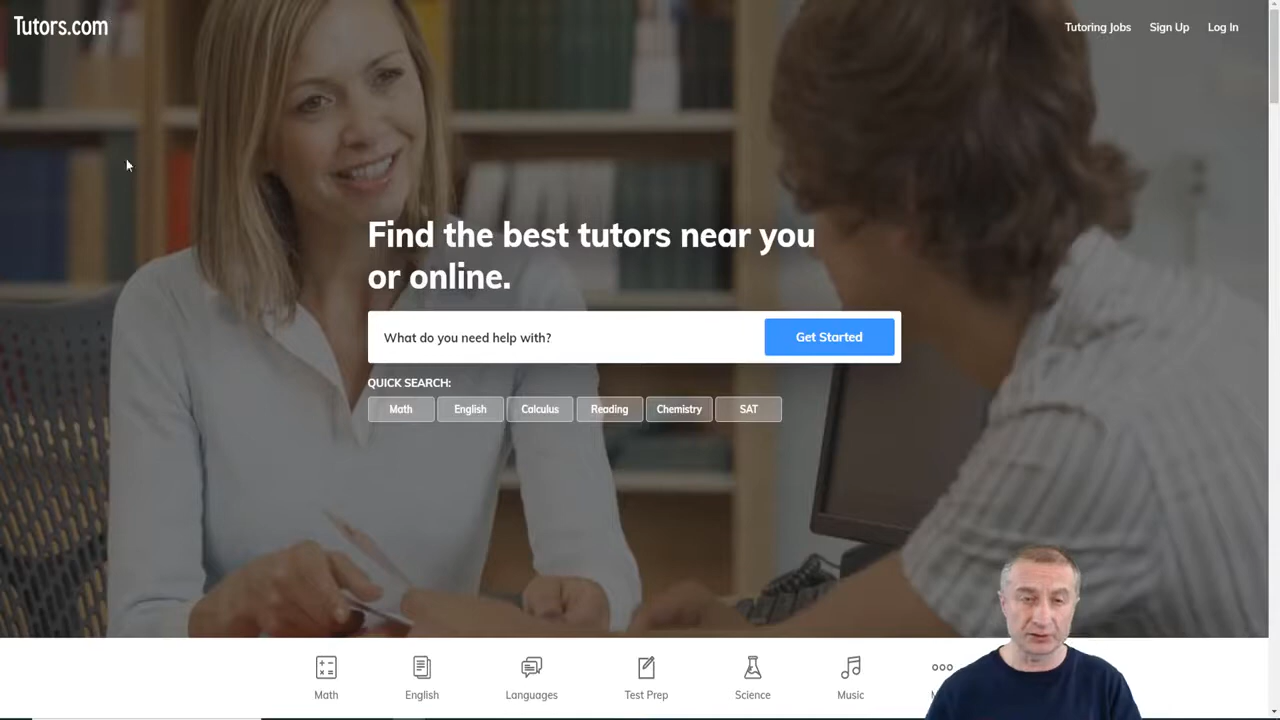 Tutors.com
Tutoring Jobs Sign Up Log In
Find the best tutors near you
or online.
What do you need help with? Get Started
QUICK SEARCH:
Math English Calculus Reading Chemistry SAT
Math English Languages Test Prep Science Music